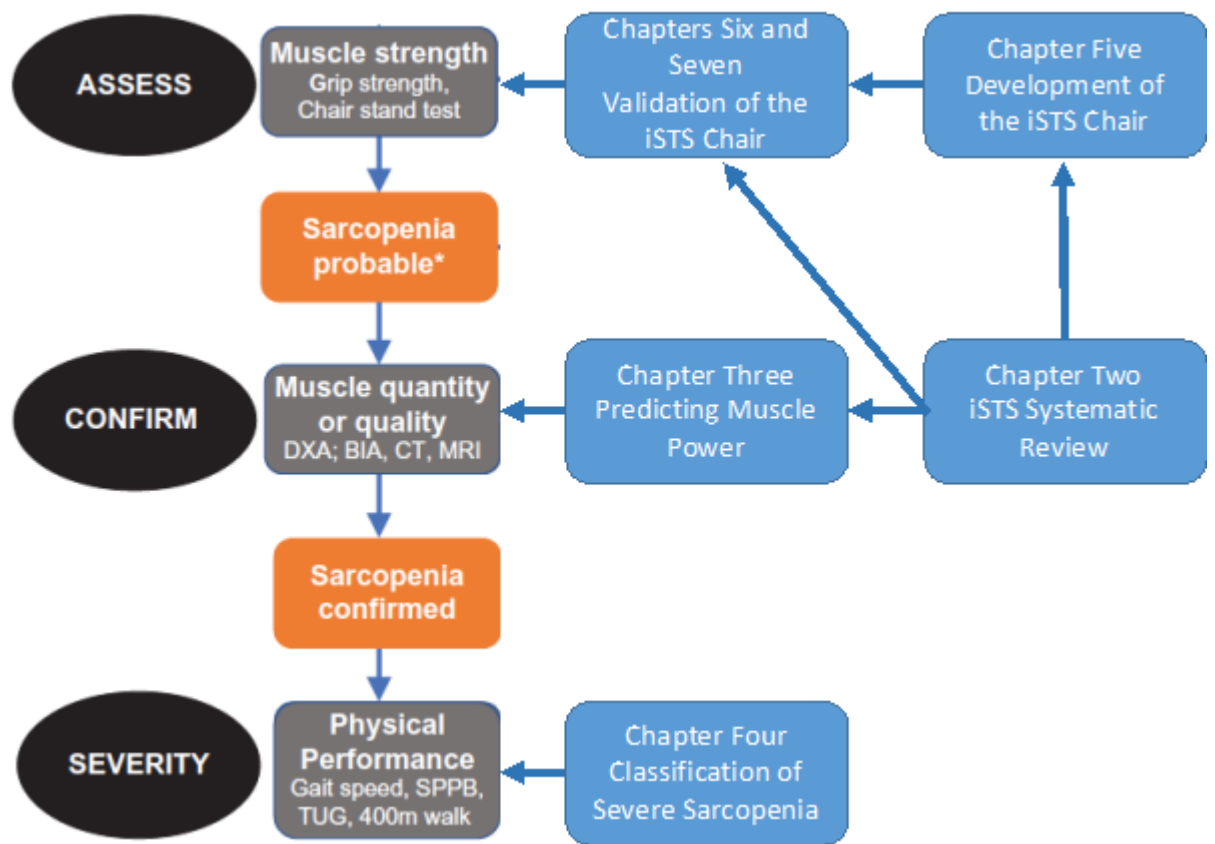 ASSESS
Muscle strength
Grip strength,
Chair stand test
Chapters Six and
Seven
Validation of the
iSTS Chair
Chapter Five
Development of
the iSTS Chair
Sarcopenia
probable*
CONFIRM
Muscle quantity
or quality
DXA; BIA, CT, MRI
Chapter Three
Predicting Muscle
Power
Chapter Two
iSTS Systematic
Review
Sarcopenia
confirmed
SEVERITY
Physical
Performance
Gait speed, SPPB,
TUG, 400m walk
Chapter Four
Classification of
Severe Sarcopenia